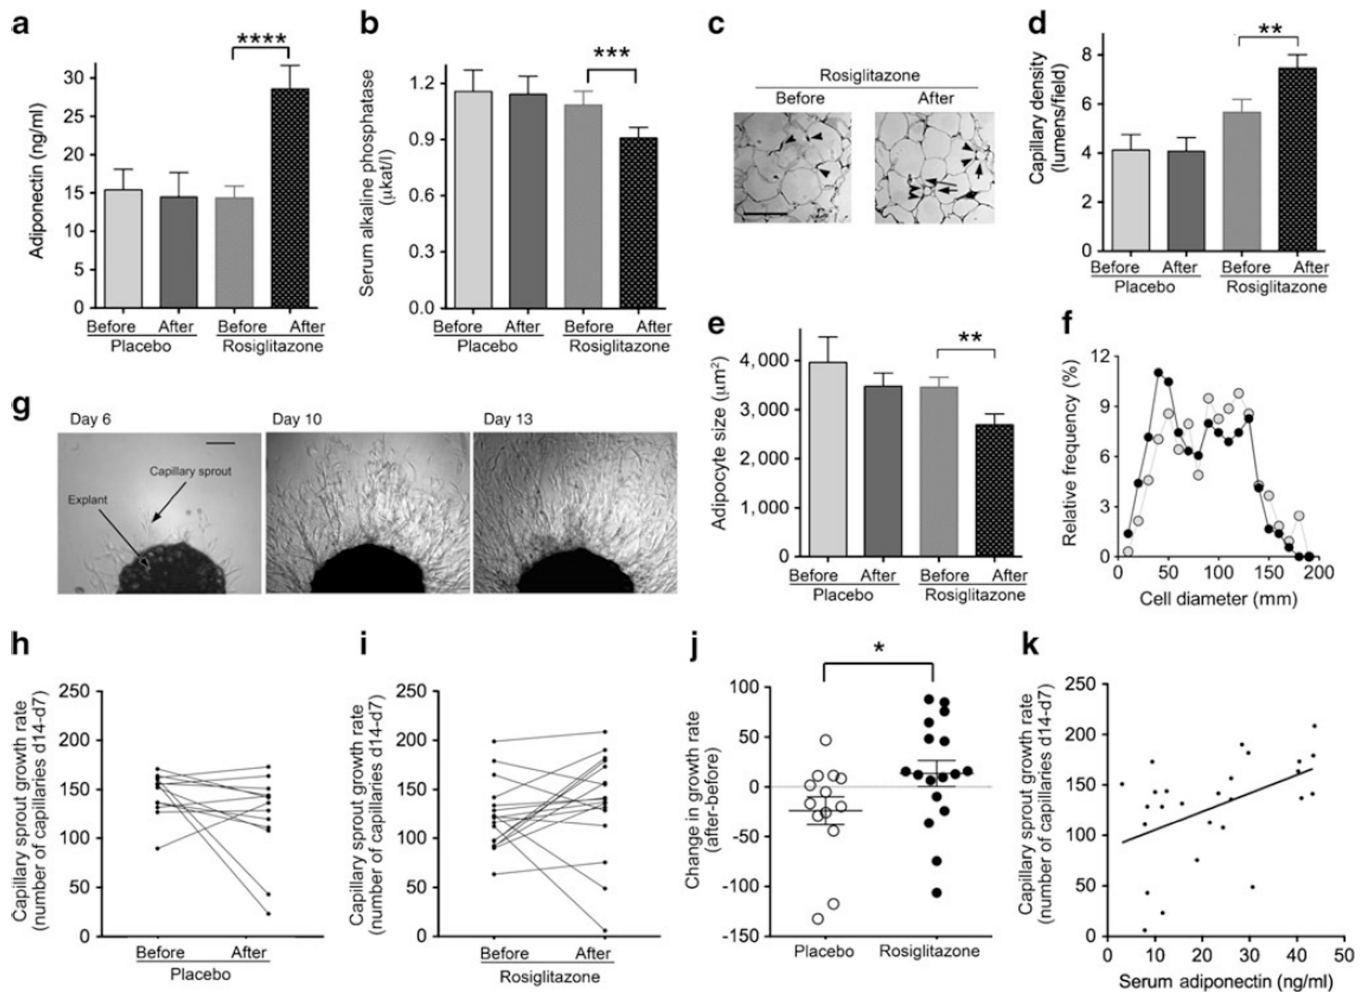 a
****
Adiponectin (ng/ml)
30
25
20
15
10
5
0
Before After Before After
Placebo Rosiglitazone
b
***
Serum alkaline phosphatase
(µkat/l)
1.2
0.9
0.6
0.3
0.0
Before After Before After
Placebo Rosiglitazone
c
Rosiglitazone
Before After
d
**
Capillary density
(lumens/field)
8
6
4
2
0
Before After Before After
Placebo Rosiglitazone
e
**
Adipocyte size (µm²)
4,000
3,000
2,000
1,000
0
Before After Before After
Placebo Rosiglitazone
f
Relative frequency (%)
12
9
6
3
0
0 50 100 150 200
Cell diameter (mm)
g
Day 6 Day 10 Day 13
Capillary sprout
Explant
h
Capillary sprout growth rate
(number of capillaries d14-d7)
250
200
150
100
50
0
Before After
Placebo
i
Capillary sprout growth rate
(number of capillaries d14-d7)
250
200
150
100
50
0
Before After
Rosiglitazone
j
*
Change in growth rate
(after-before)
100
50
0
-50
-100
-150
Placebo Rosiglitazone
k
Capillary sprout growth rate
(number of capillaries d14-d7)
250
200
150
100
50
0
0 10 20 30 40 50
Serum adiponectin (ng/ml)